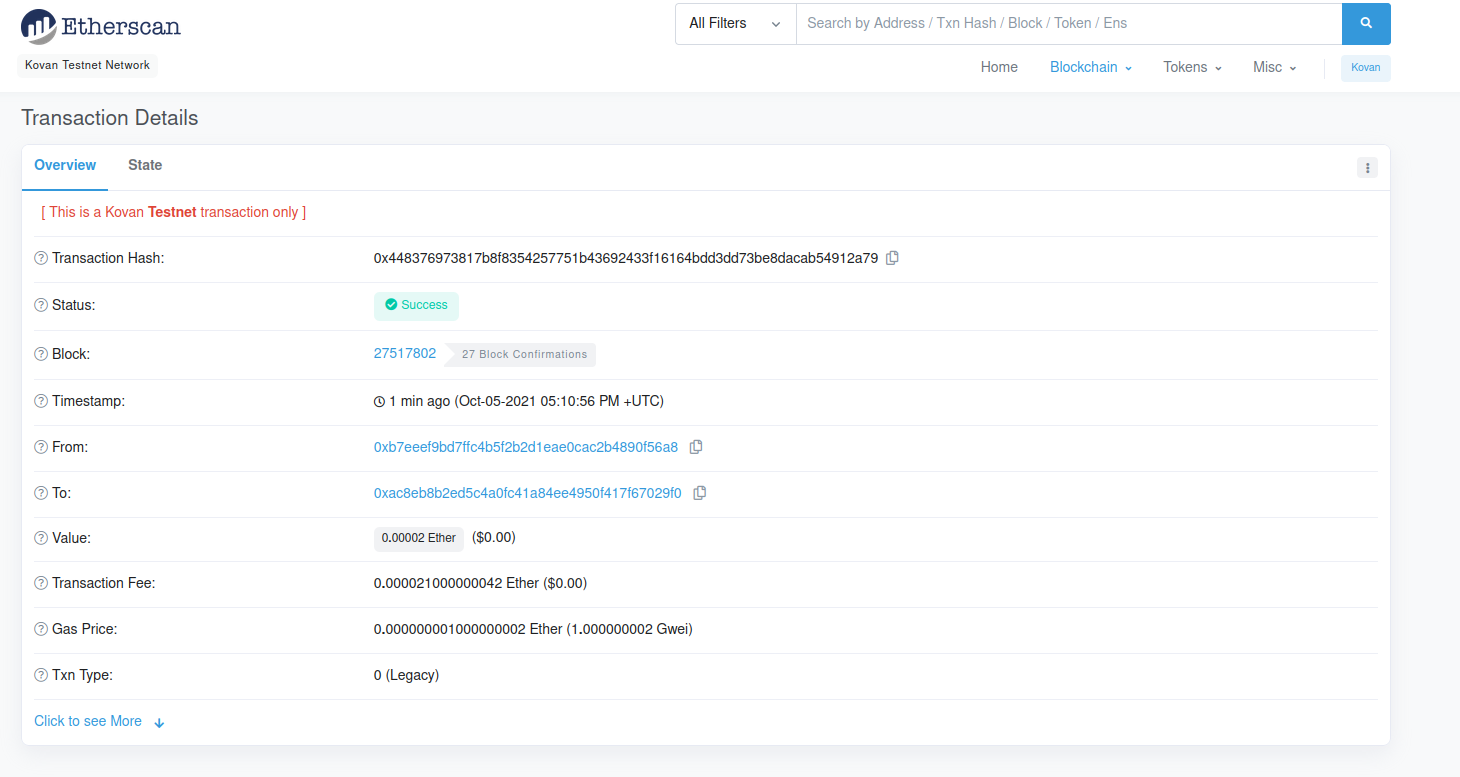 Etherscan
All Filters
Search by Address / Txn Hash / Block / Token / Ens
Kovan Testnet Network
Home Blockchain Tokens Misc Kovan
Transaction Details
Overview State
[ This is a Kovan Testnet transaction only ]
Transaction Hash: 0x448376973817b8f8354257751b43692433f16164bdd3dd73be8dacab54912a79
Status: Success
Block: 27517802 27 Block Confirmations
Timestamp: 1 min ago (Oct-05-2021 05:10:56 PM +UTC)
From: 0xb7eeef9bd7ffc4b5f2b2d1eae0cac2b4890f56a8
To: 0xac8eb8b2ed5c4a0fc41a84ee4950f417f67029f0
Value: 0.00002 Ether ($0.00)
Transaction Fee: 0.000021000000042 Ether ($0.00)
Gas Price: 0.000000001000000002 Ether (1.000000002 Gwei)
Txn Type: 0 (Legacy)
Click to see More